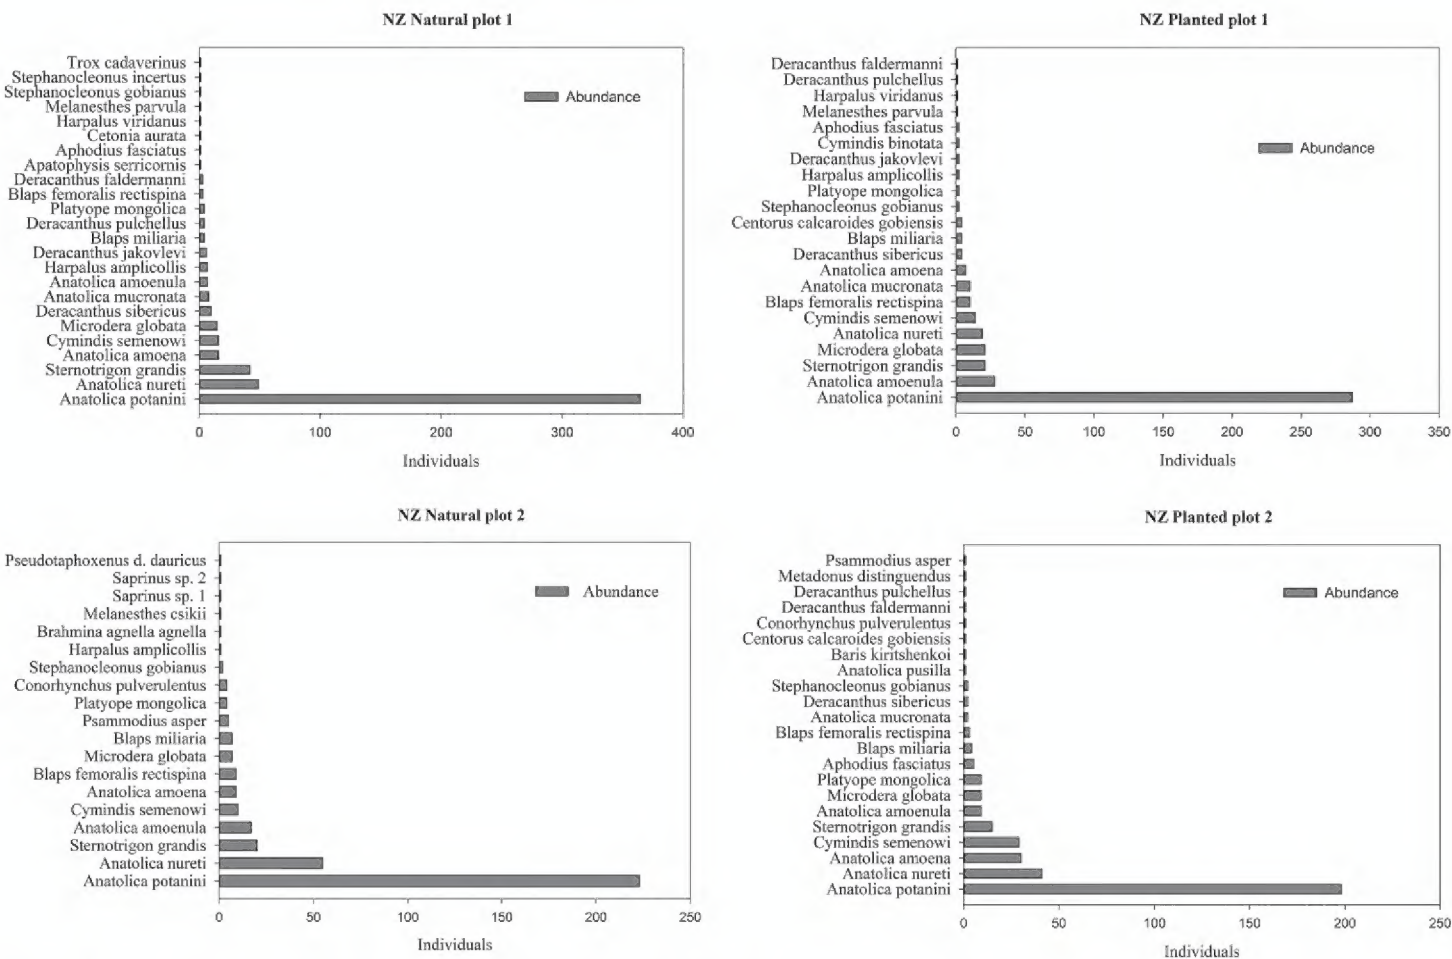 NZ Natural plot 1
Trox cadaverinus
Stephanocleonus incertus
Stephanocleonus gobianus
Melanesthes parvula
Harpalus viridanus
Cetonia aurata
Aphodius fasciatus
Apatophysis serricornis
Deracanthus faldermanni
Blaps femoralis rectispina
Platyope mongolica
Deracanthus pulchellus
Blaps miliaria
Deracanthus jakovlevi
Harpalus amplicollis
Anatolica amoenula
Anatolica mucronata
Deracanthus sibericus
Microdera globata
Cymindis semenowi
Anatolica amoena
Sternotrigon grandis
Anatolica nureti
Anatolica potanini
Abundance
0 100 200 300 400
Individuals
NZ Planted plot 1
Deracanthus faldermanni
Deracanthus pulchellus
Harpalus viridanus
Melanesthes parvula
Aphodius fasciatus
Cymindis binotata
Deracanthus jakovlevi
Harpalus amplicollis
Platyope mongolica
Stephanocleonus gobianus
Centorus calcaroides gobiensis
Blaps miliaria
Deracanthus sibericus
Anatolica amoena
Anatolica mucronata
Blaps femoralis rectispina
Cymindis semenowi
Anatolica nureti
Microdera globata
Sternotrigon grandis
Anatolica amoenula
Anatolica potanini
Abundance
0 50 100 150 200 250 300 350
Individuals
NZ Natural plot 2
Pseudotaphoxenus d. dauricus
Saprinus sp. 2
Saprinus sp. 1
Melanesthes csikii
Brahmina agnella agnella
Harpalus amplicollis
Stephanocleonus gobianus
Conorhynchus pulverulentus
Platyope mongolica
Psammodius asper
Blaps miliaria
Microdera globata
Blaps femoralis rectispina
Anatolica amoena
Cymindis semenowi
Anatolica amoenula
Sternotrigon grandis
Anatolica nureti
Anatolica potanini
Abundance
0 50 100 150 200 250
Individuals
NZ Planted plot 2
Psammodius asper
Metadonus distinguendus
Deracanthus pulchellus
Deracanthus faldermanni
Conorhynchus pulverulentus
Centorus calcaroides gobiensis
Baris kiritshenkoi
Anatolica pusilla
Stephanocleonus gobianus
Deracanthus sibericus
Anatolica mucronata
Blaps femoralis rectispina
Blaps miliaria
Aphodius fasciatus
Platyope mongolica
Microdera globata
Anatolica amoenula
Sternotrigon grandis
Cymindis semenowi
Anatolica amoena
Anatolica nureti
Anatolica potanini
Abundance
0 50 100 150 200 250
Individuals